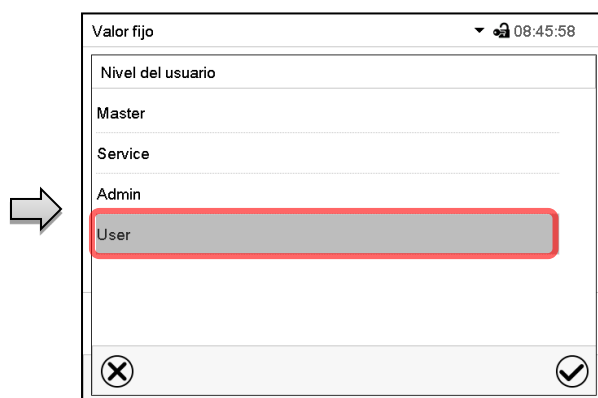 Valor fijo 08:45:58
Nivel del usuario
Master
Service
Admin
User